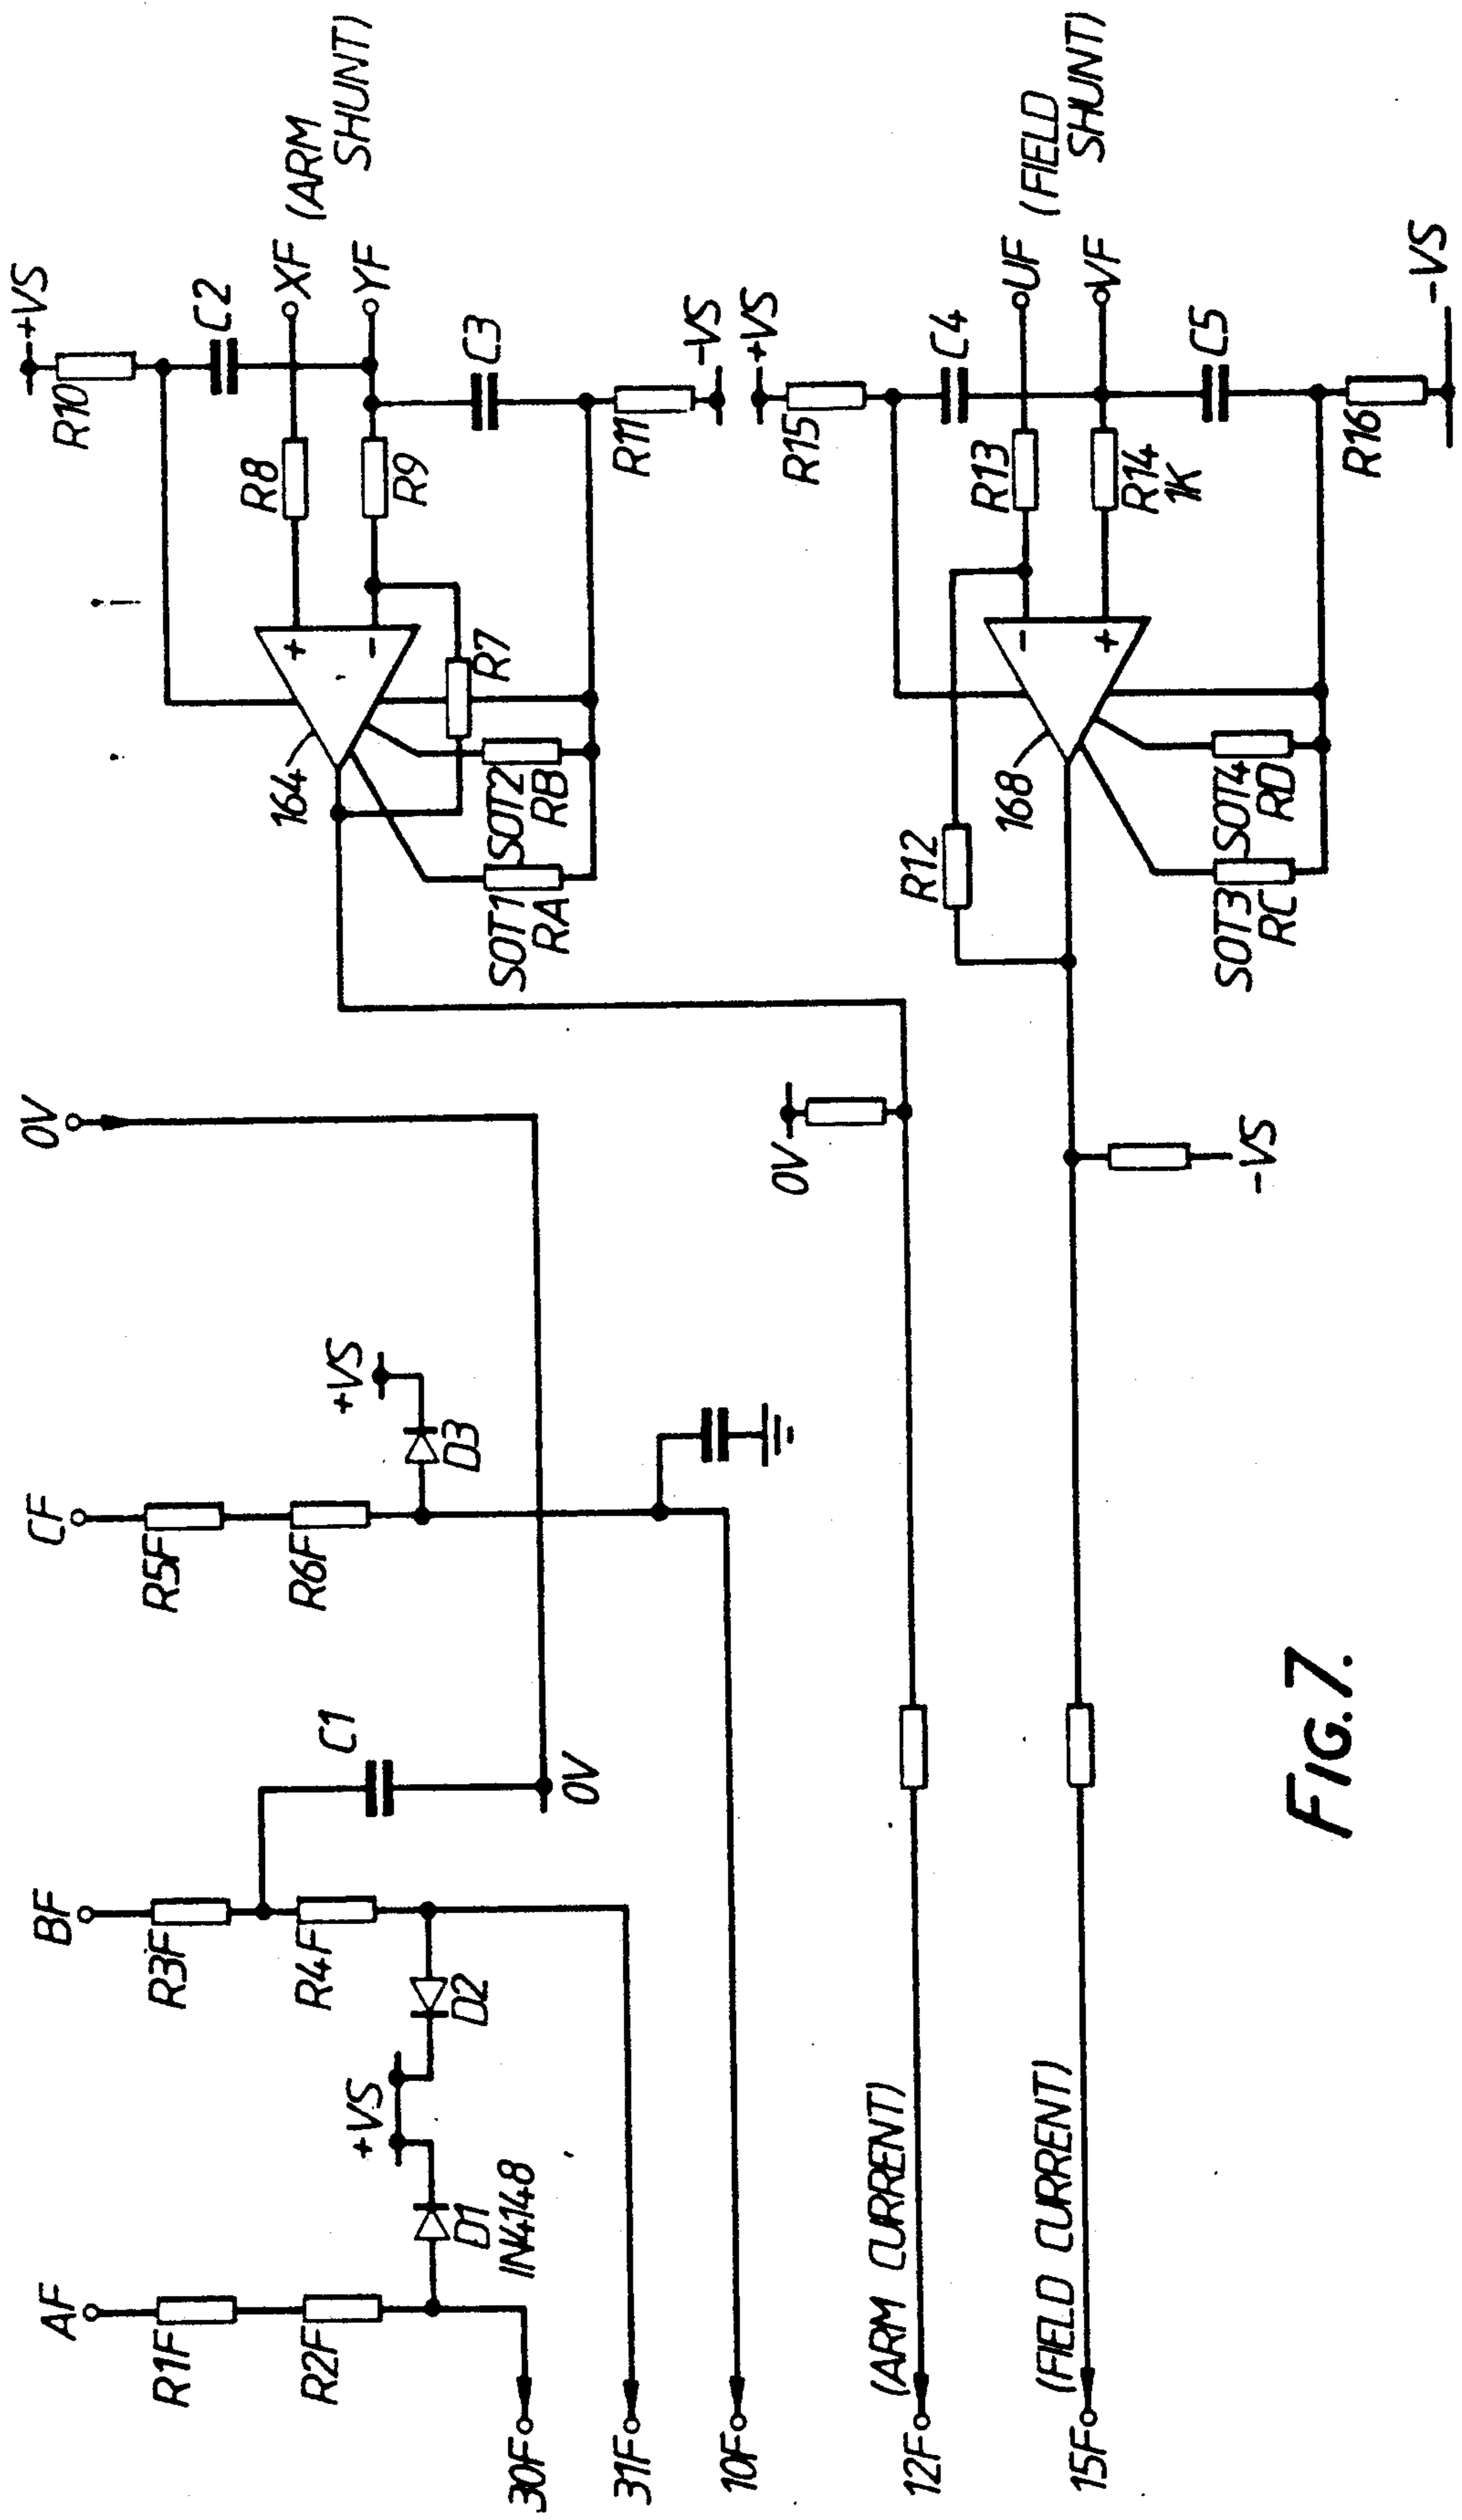 AF
R1F
R2F
30F
D1
IN4148
+VS
D2
BF
R3F
R4F
31F
C1
0V
CF
R5F
R6F
D3
+VS
10F
0V
+VS
R10
C2
XF (ARM
YF SHUNT)
R8
R9
+
-
164
R7
C3
SOT1
RA
SOT2
RB
R11
-VS
0V
12F
(ARM CURRENT)
+VS
R15
C4
UF (FIELD
VF SHUNT)
R13
R14
1K
-
+
168
R12
C5
SOT3
RC
SOT4
RD
R16
-VS
-VS
15F
(FIELD CURRENT)
FIG.7.